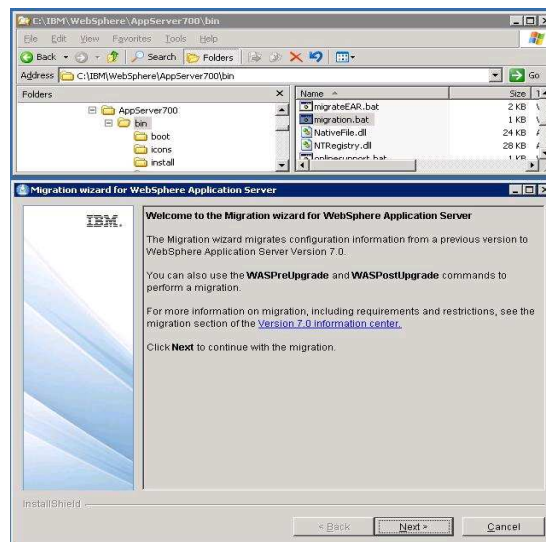 C:\IBM\WebSphere\AppServer700\bin
File Edit View Favorites Tools Help
Back Search Folders
Address C:\IBM\WebSphere\AppServer700\bin Go
Folders
AppServer700
bin
boot
icons
install
Name Size
migrateEAR.bat 2 KB
migration.bat 1 KB
NativeFile.dll 24 KB
NTRegistry.dll 28 KB
onlinesupport.bat 1 KB
Migration wizard for WebSphere Application Server
IBM.
Welcome to the Migration wizard for WebSphere Application Server
The Migration wizard migrates configuration information from a previous version to
WebSphere Application Server Version 7.0.
You can also use the WASPreUpgrade and WASPostUpgrade commands to
perform a migration.
For more information on migration, including requirements and restrictions, see the
migration section of the Version 7.0 information center.
Click Next to continue with the migration.
InstallShield
< Back Next > Cancel